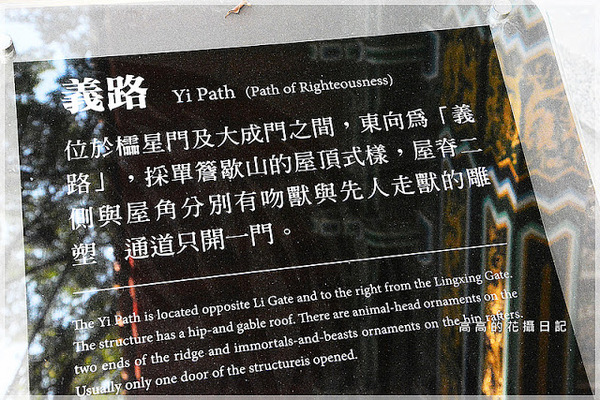 義路 Yi Path (Path of Righteousness)
位於櫺星門及大成門之間，東向為「義
路」，採單簷歇山的屋頂式樣，屋脊二
側與屋角分別有吻獸與先人走獸的雕
塑　通道只開一門。
The Yi Path is located opposite Li Gate and to the right from the Lingxing Gate.
The structure has a hip-and gable roof. There are animal-head ornaments on the
two ends of the ridge and immortals-and-beasts ornaments on the hip rafters.
Usually only one door of the structureis opened.
高高的花攝日記